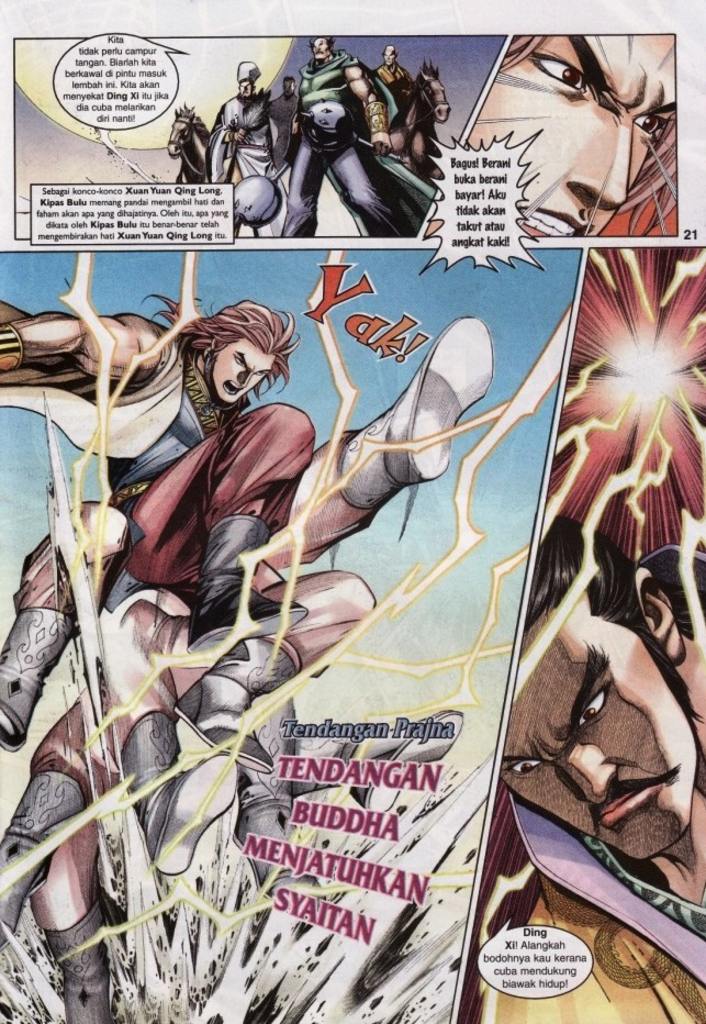 Kita
tidak perlu campur
tangan. Biarlah kita
berkawal di pintu masuk
lembah ini. Kita akan
menyekat Ding Xi itu jika
dia cuba melarikan
diri nanti!
Sebagai konco-konco Xuan Yuan Qing Long,
Kipas Bulu memang pandai mengambil hati dan
faham akan apa yang dihajatinya. Oleh itu, apa yang
dikata oleh Kipas Bulu itu benar-benar telah
mengembirakan hati Xuan Yuan Qing Long itu.
Bagus! Berani
buka berani
bayar! Aku
tidak akan
takut atau
angkat kaki!
21
Yak!
Tendangan Prajna
TENDANGAN
BUDDHA
MENJATUHKAN
SYAITAN
Ding
Xi! Alangkah
bodohnya kau kerana
cuba mendukung
biawak hidup!